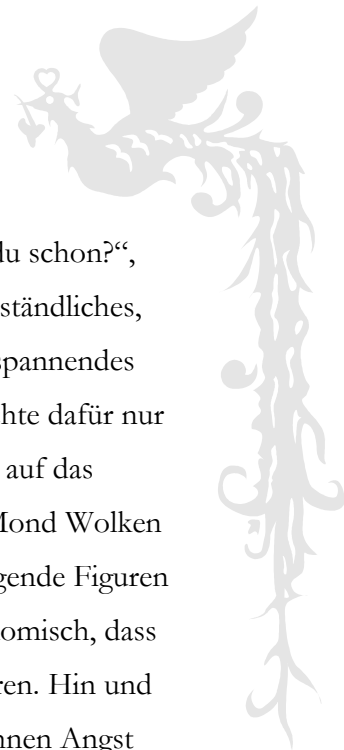 du schon?“,
ständliches,
spannendes
chte dafür nur
auf das
Mond Wolken
gende Figuren
omisch, dass
ren. Hin und
nnen Angst